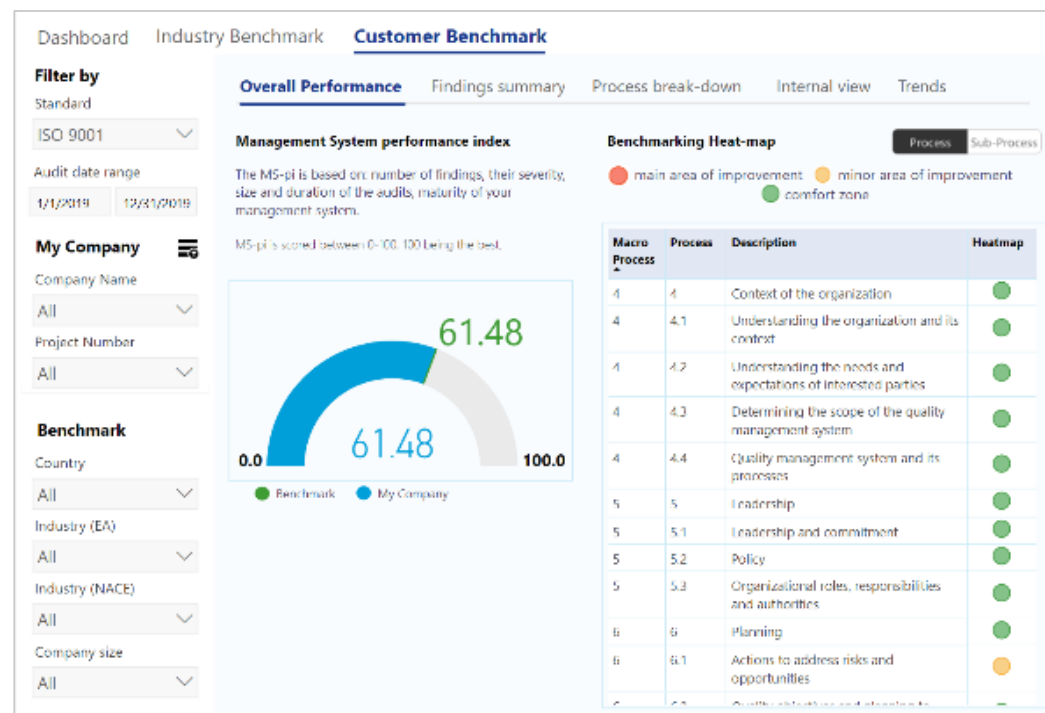 Dashboard Industry Benchmark Customer Benchmark
Filter by
Standard
ISO 9001
Audit date range
1/1/2019 12/31/2019
My Company
Company Name
All
Project Number
All
Benchmark
Country
All
Industry (EA)
All
Industry (NACE)
All
Company size
All
Overall Performance Findings summary Process break-down Internal view Trends
Management System performance index
The MS-pi is based on: number of findings, their severity,
size and duration of the audits, maturity of your
management system.
MS-pi is scored between 0-100. 100 being the best.
61.48
61.48
0.0 100.0
Benchmark My Company
Benchmarking Heat-map
Process Sub-Process
main area of improvement minor area of improvement
comfort zone
Macro Process Description Heatmap
Process
4 4 Context of the organization
4 4.1 Understanding the organization and its
context
4 4.2 Understanding the needs and
expectations of interested parties
4 4.3 Determining the scope of the quality
management system
4 4.4 Quality management system and its
processes
5 5 Leadership
5 5.1 Leadership and commitment
5 5.2 Policy
5 5.3 Organizational roles, responsibilities
and authorities
6 6 Planning
6 6.1 Actions to address risks and
opportunities